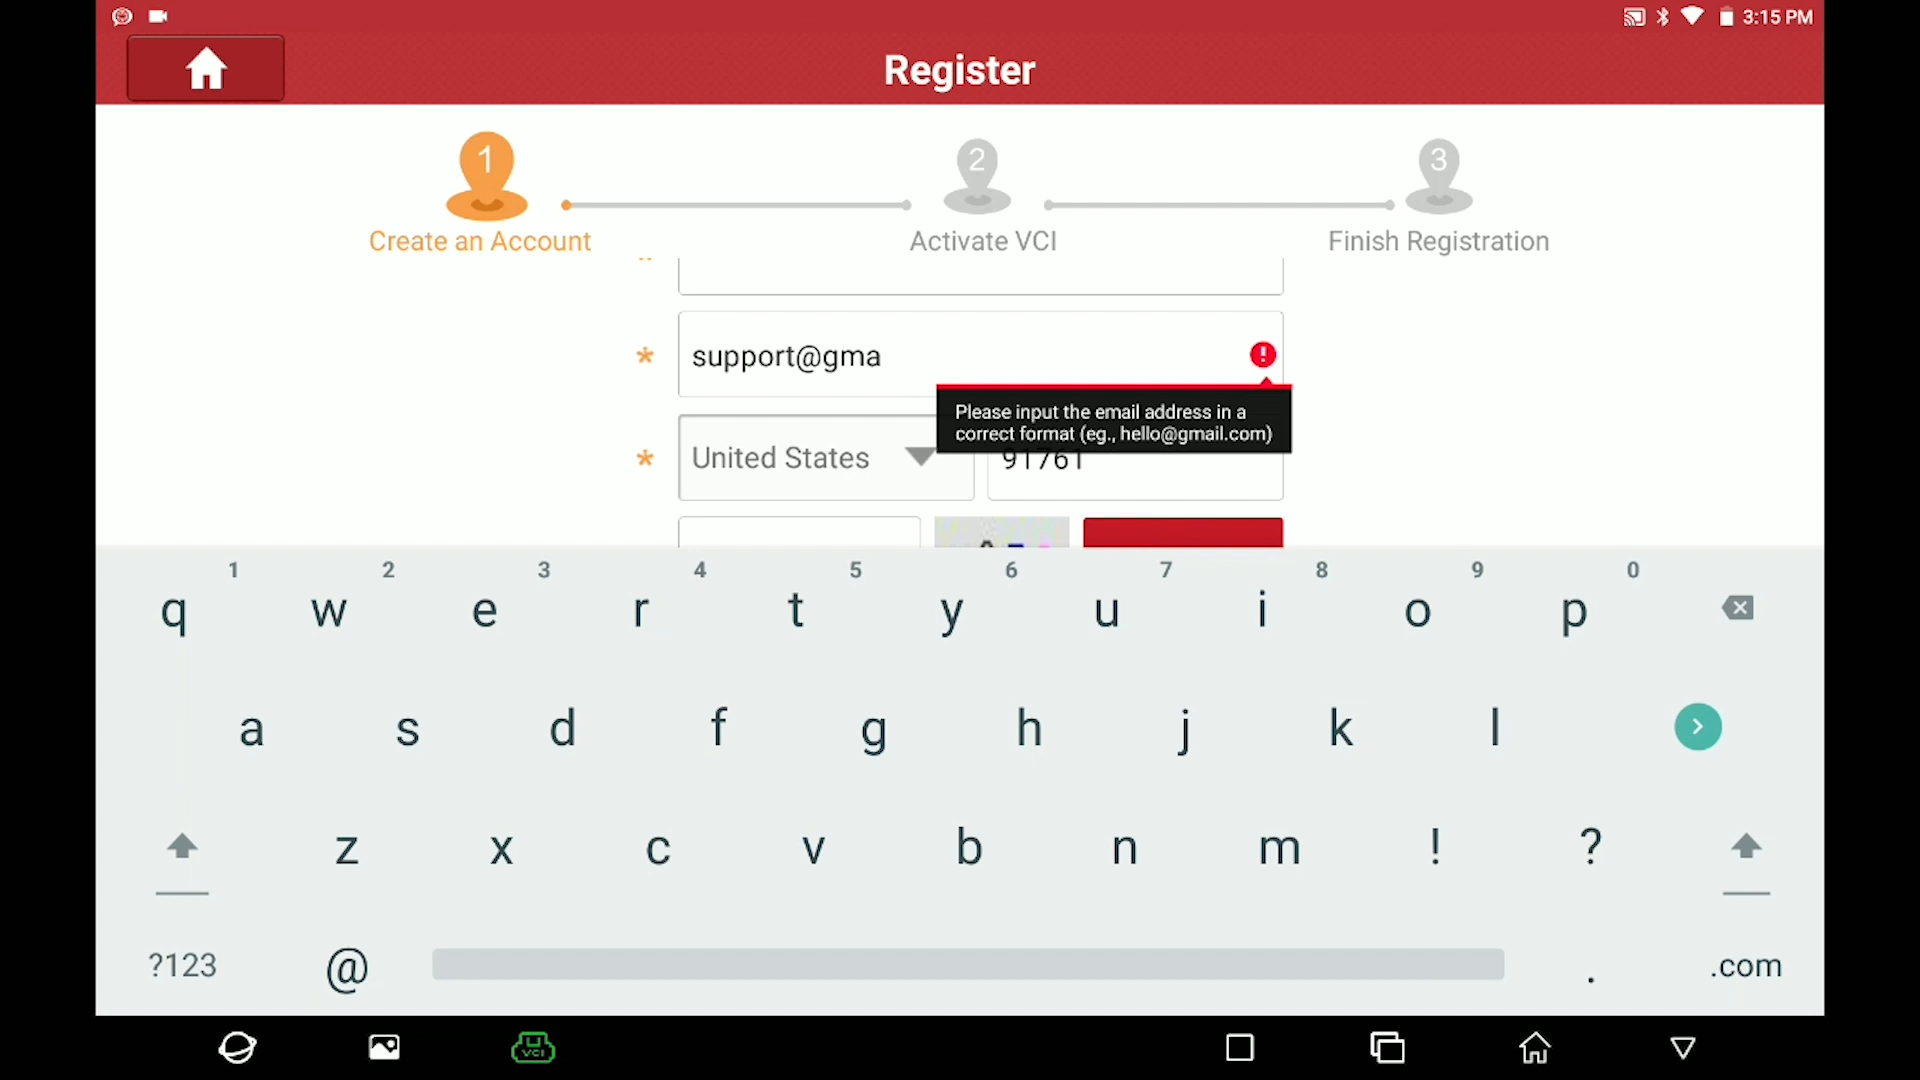 3:15 PM
Register
1
2
3
Create an Account
Activate VCI
Finish Registration
*
* support@gma
!
Please input the email address in a
correct format (eg., hello@gmail.com)
* United States
91761
1 2 3 4 5 6 7 8 9 0
q w e r t y u i o p
a s d f g h j k l
z x c v b n m ! ?
?123 @ . .com
VCI